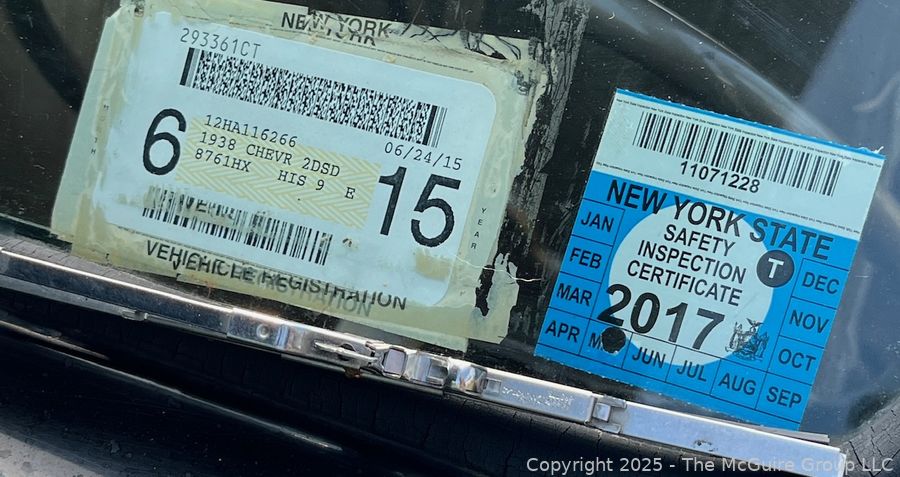 NEW YORK
293361CT
12HA116266
06/24/15
1938 CHEVR 2DSD
8761HX HIS 9 E
6
15
YEAR
VEHICLE REGISTRATION
11071228
NEW YORK STATE
SAFETY
INSPECTION
CERTIFICATE
T
2017
JAN
FEB
MAR
APR
JUN
JUL
AUG
SEP
OCT
NOV
DEC
Copyright 2025 - The McGuire Group LLC